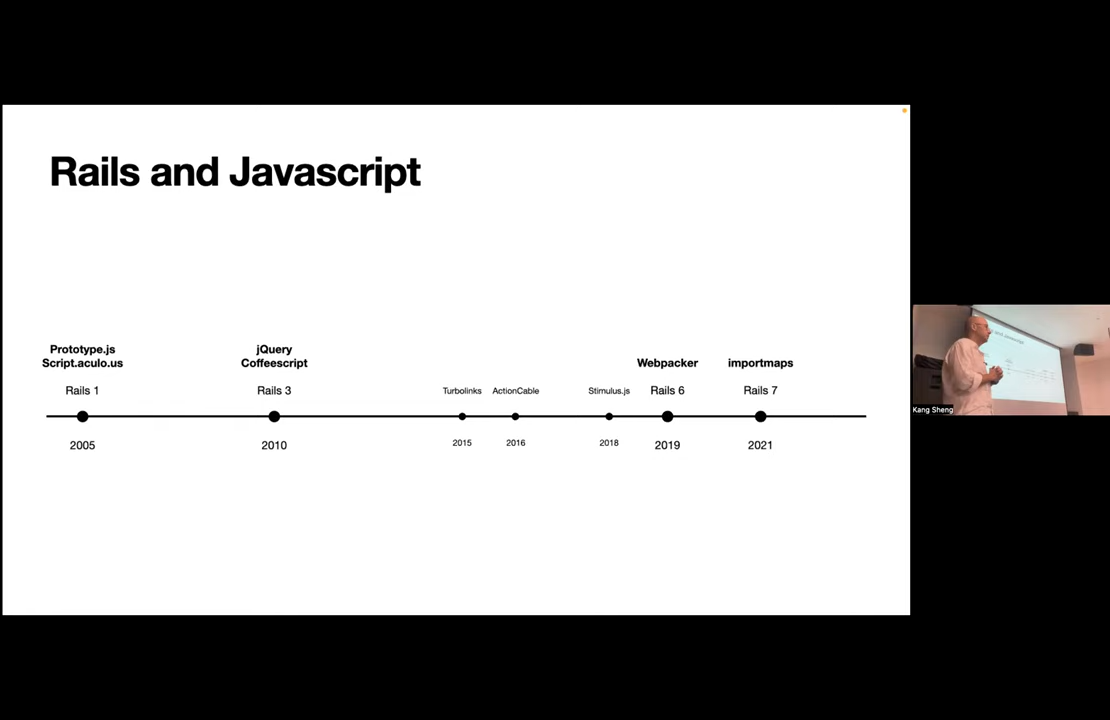 Rails and Javascript
Prototype.js
Script.aculo.us
Rails 1
2005
jQuery
Coffeescript
Rails 3
2010
Turbolinks
2015
ActionCable
2016
Stimulus.js
2018
Webpacker
Rails 6
2019
importmaps
Rails 7
2021
Kang Sheng